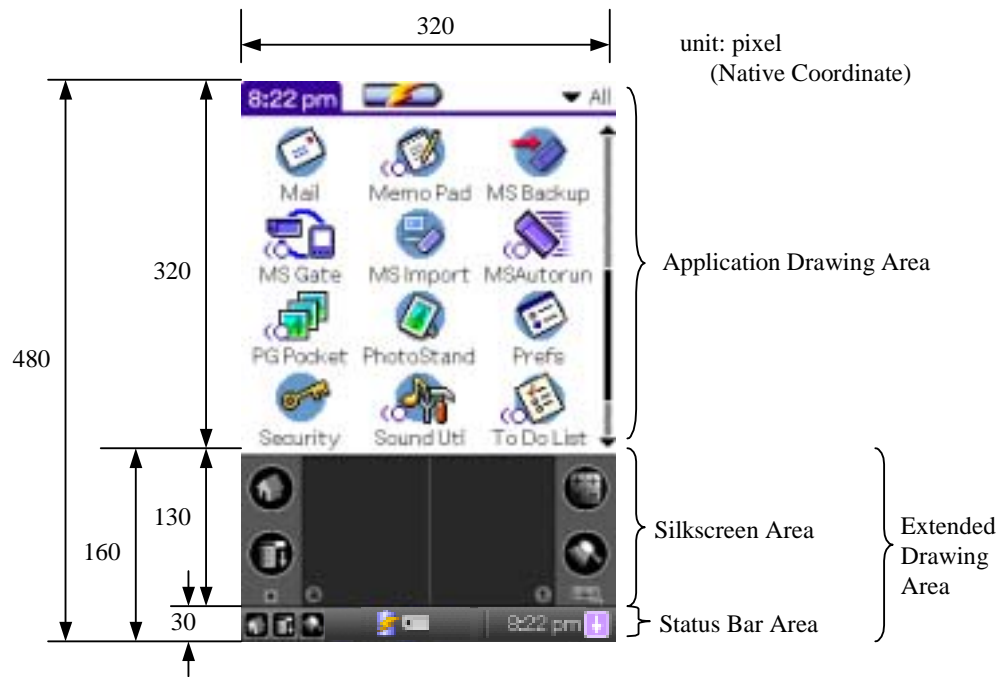 320
unit: pixel
(Native Coordinate)
8:22 pm
All
Mail
Memo Pad
MS Backup
320
MS Gate
MS Import
MSAutorun
Application Drawing Area
480
PG Pocket
PhotoStand
Prefs
Security
Sound Utl
To Do List
160
130
Silkscreen Area
Extended
Drawing
Area
30
8:22 pm
Status Bar Area